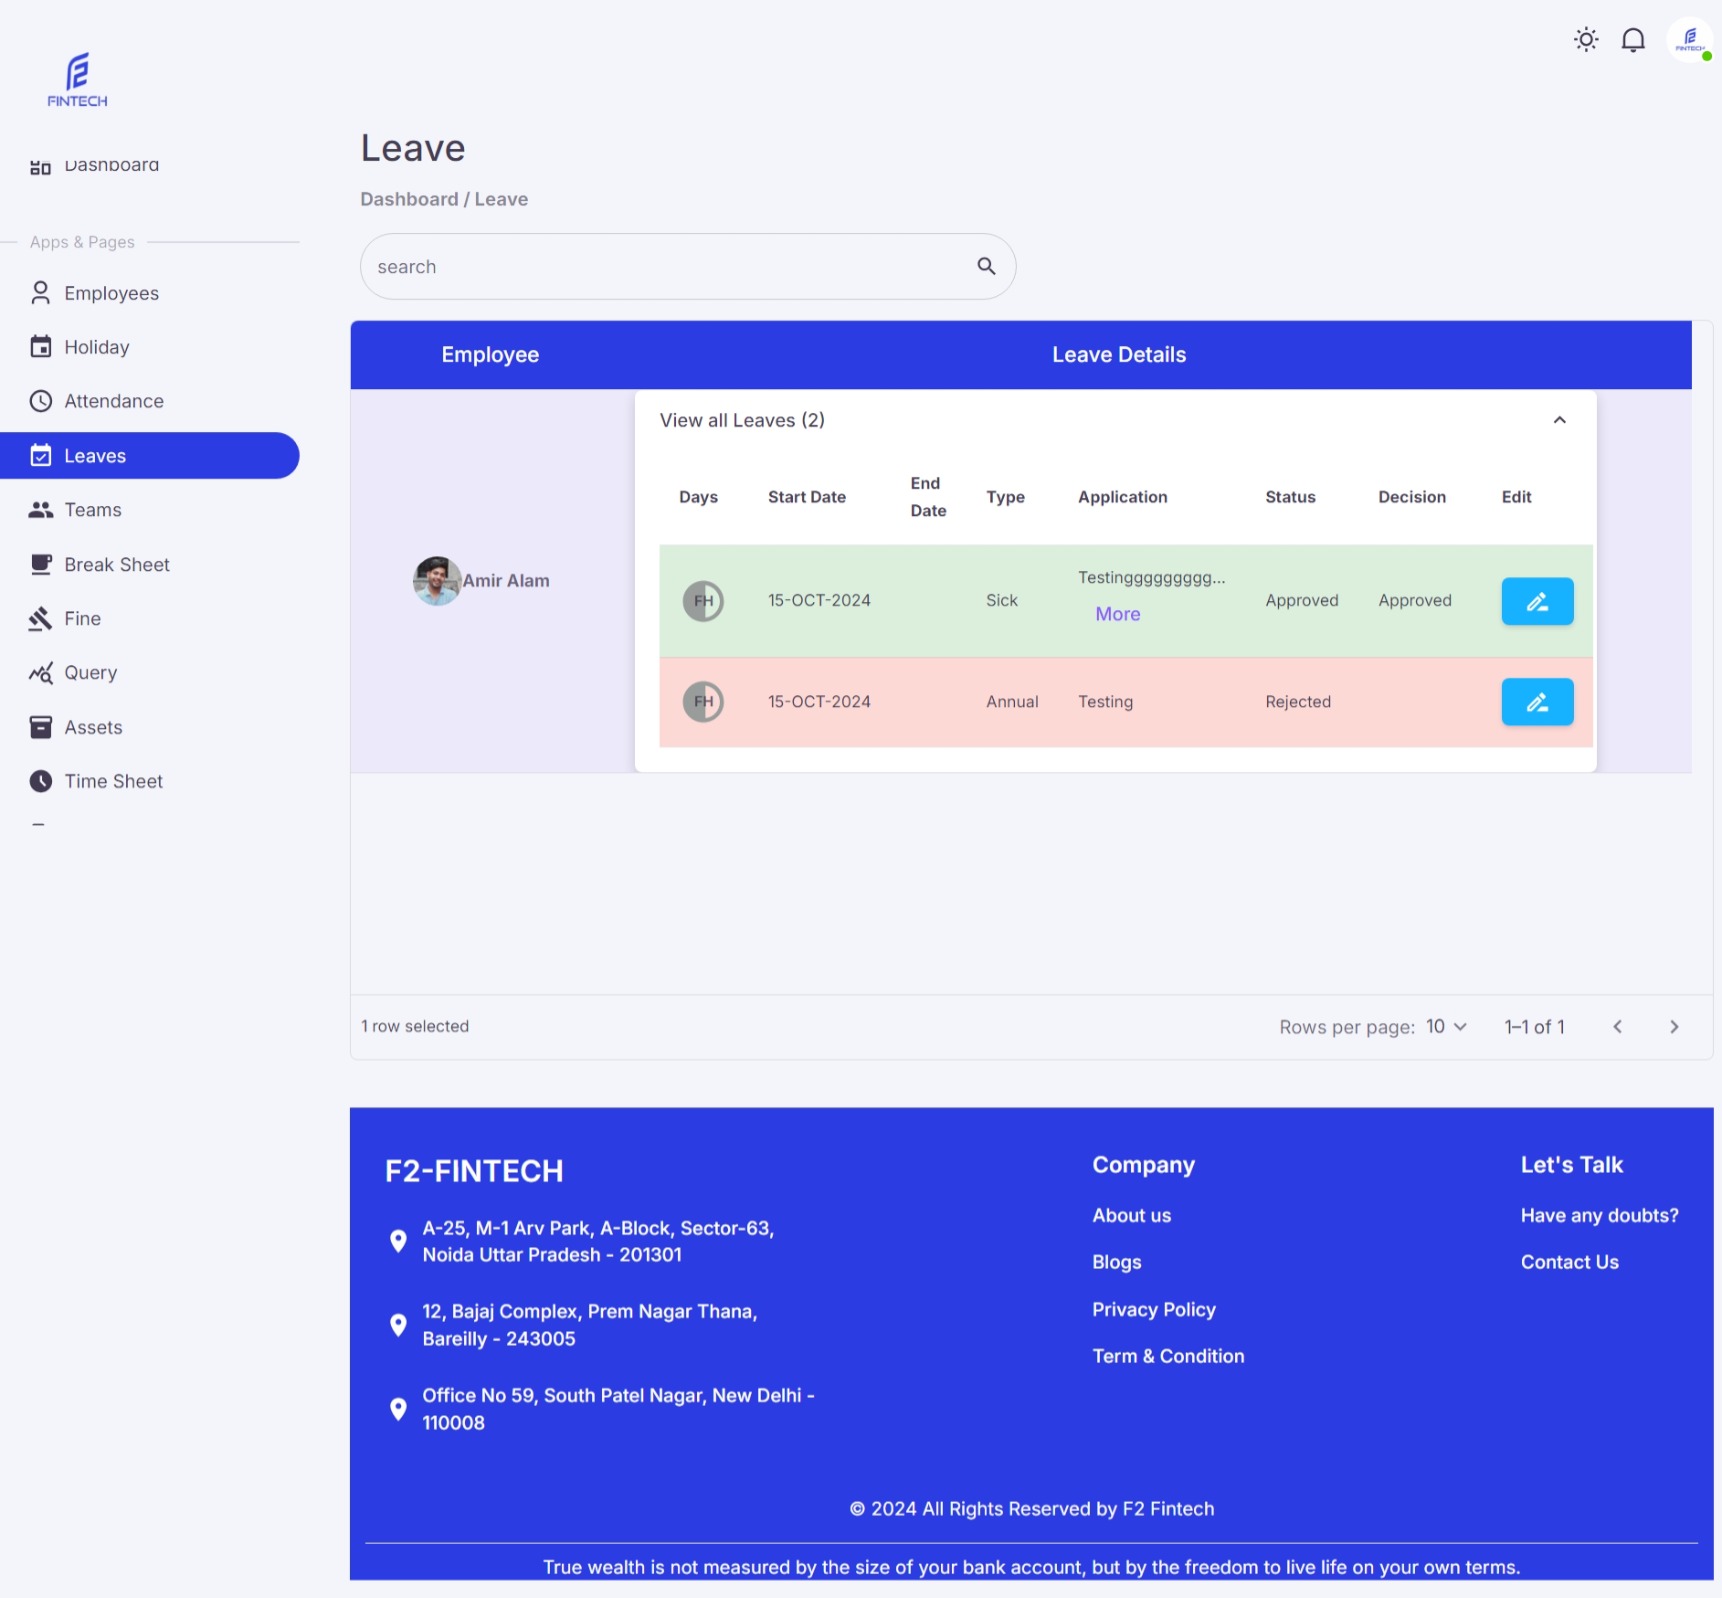 FINTECH
FINTECH
Dashboard
Apps & Pages
Employees
Holiday
Attendance
Leaves
Teams
Break Sheet
Fine
Query
Assets
Time Sheet
Leave
Dashboard / Leave
search
Employee Leave Details
View all Leaves (2)
Days Start Date End Date Type Application Status Decision Edit
Amir Alam
FH 15-OCT-2024 Sick Testinggggggggg... Approved Approved
More
FH 15-OCT-2024 Annual Testing Rejected
1 row selected
Rows per page: 10 1–1 of 1
F2-FINTECH
A-25, M-1 Arv Park, A-Block, Sector-63,
Noida Uttar Pradesh - 201301
12, Bajaj Complex, Prem Nagar Thana,
Bareilly - 243005
Office No 59, South Patel Nagar, New Delhi -
110008
Company
About us
Blogs
Privacy Policy
Term & Condition
Let's Talk
Have any doubts?
Contact Us
© 2024 All Rights Reserved by F2 Fintech
True wealth is not measured by the size of your bank account, but by the freedom to live life on your own terms.